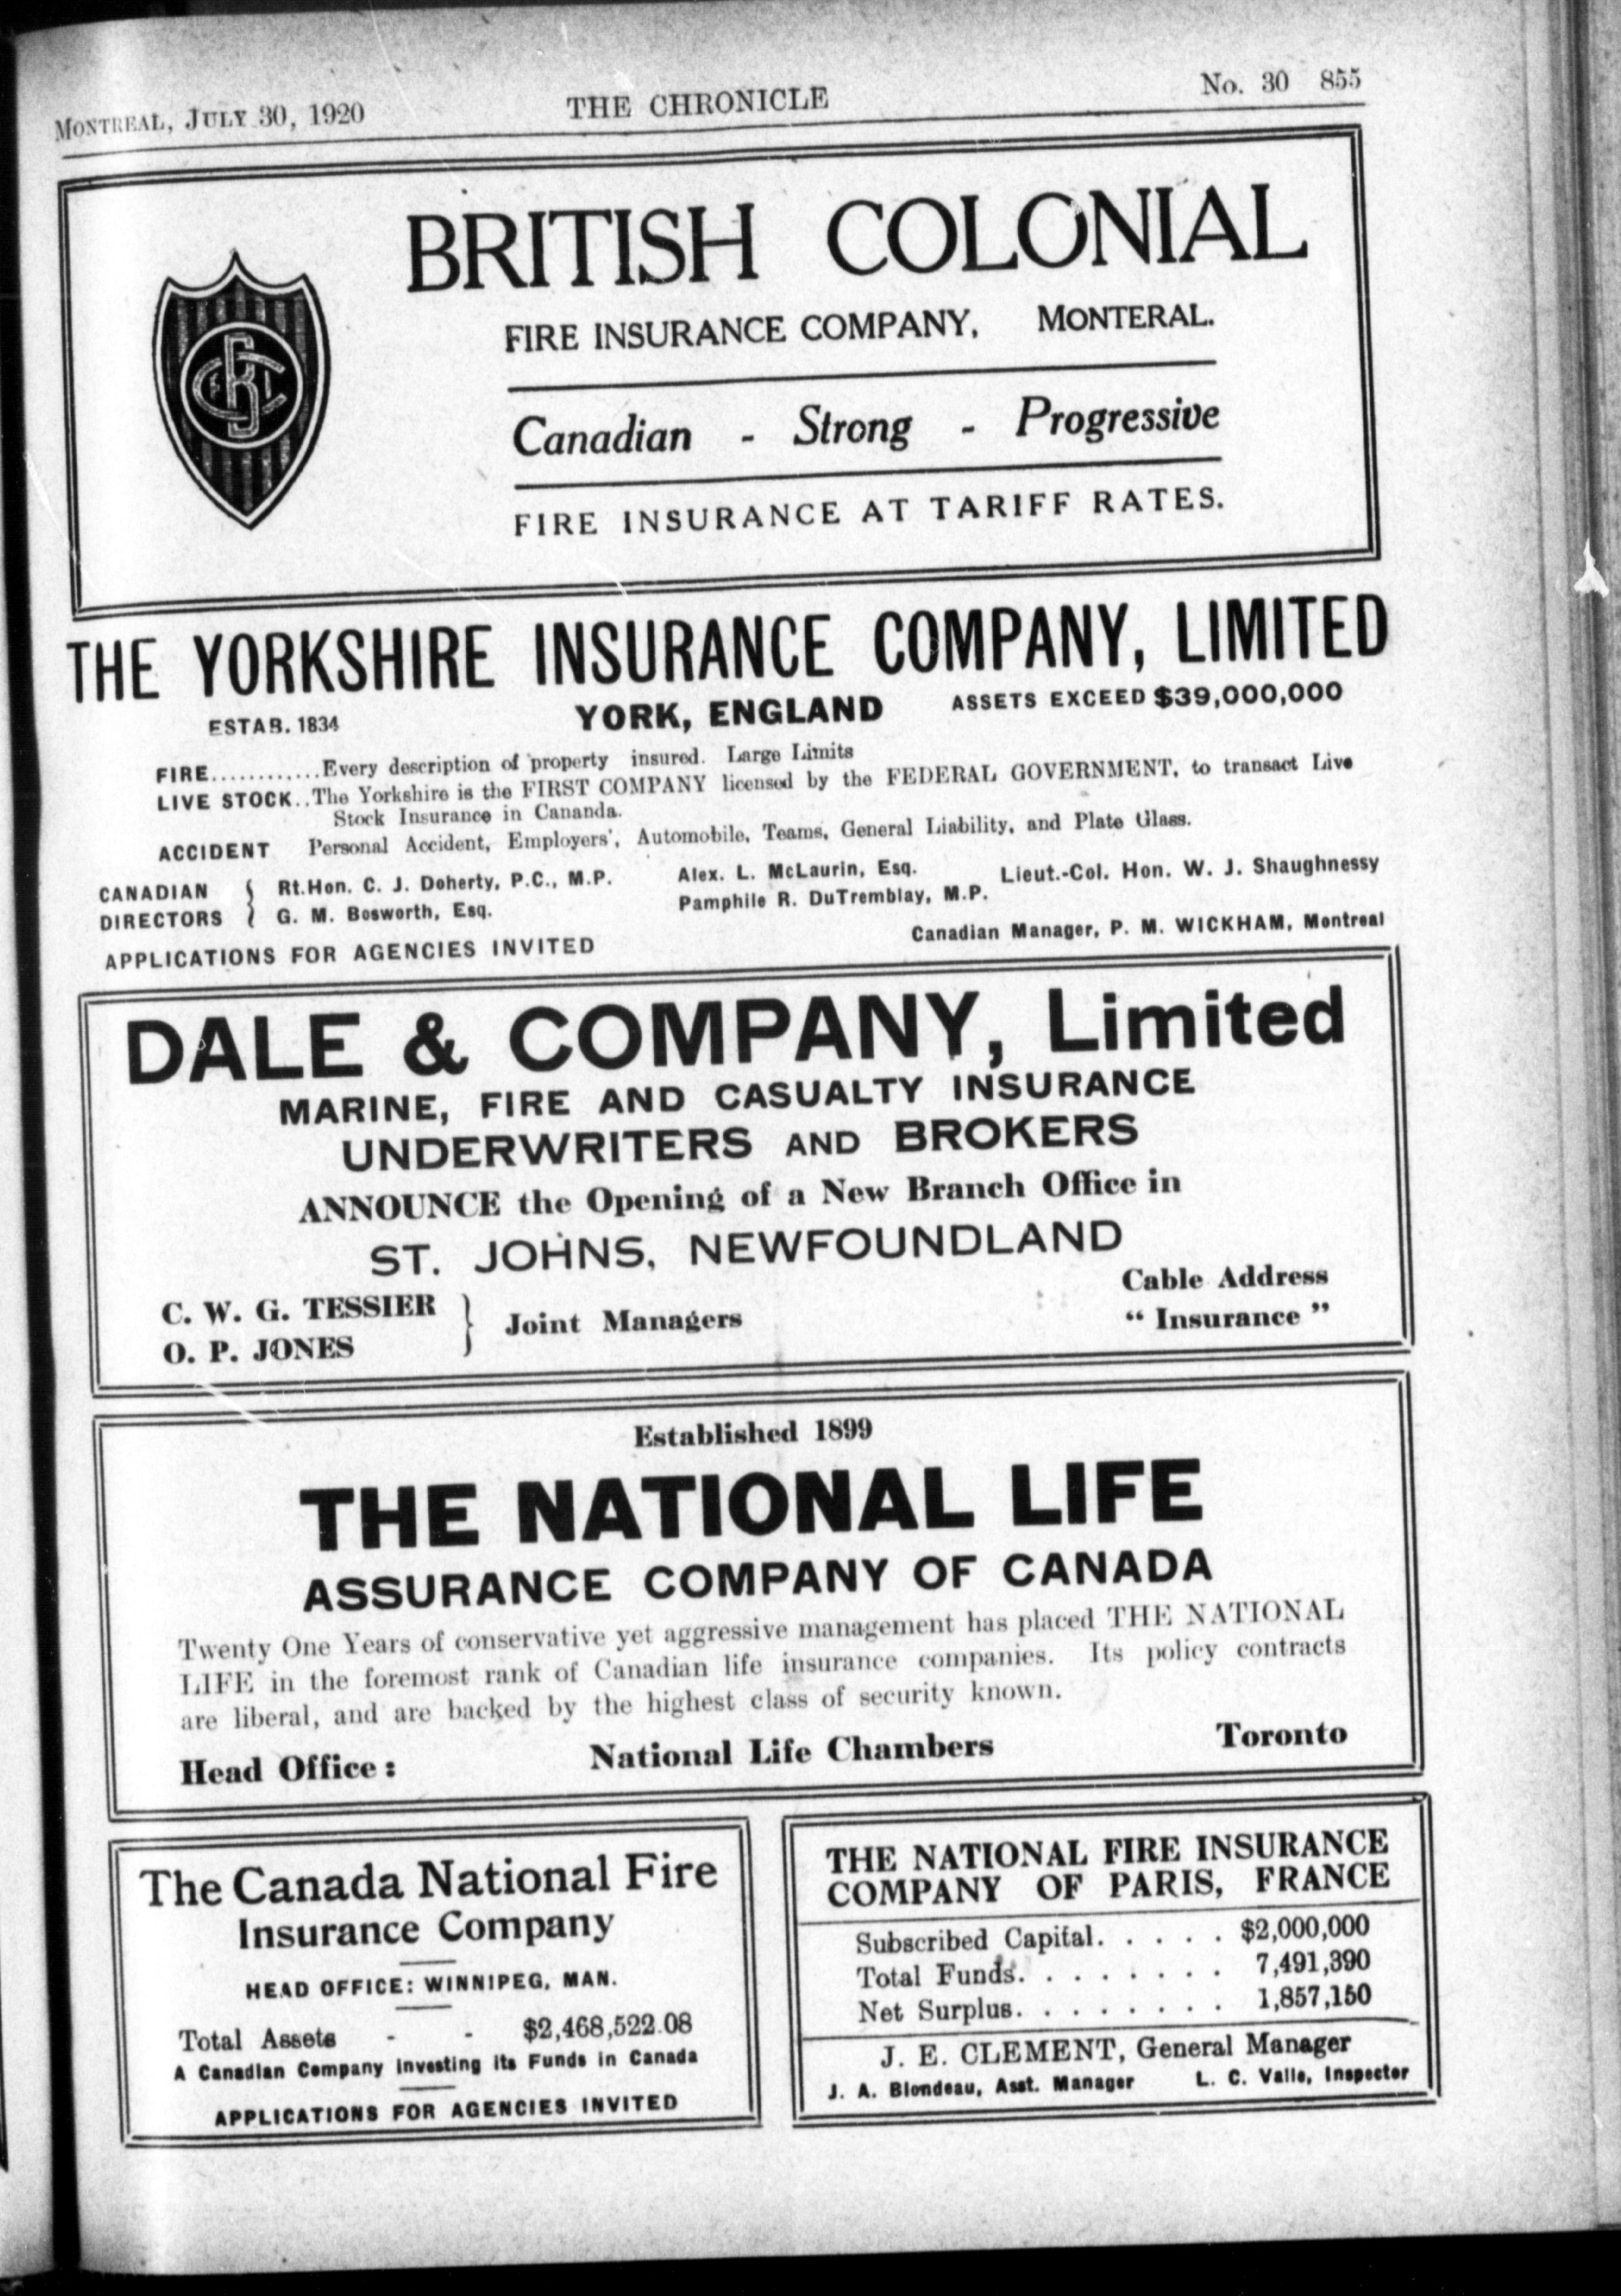 MONTREAL, JULY 30, 1920 THE CHRONICLE No. 30 855
BRITISH COLONIAL
FIRE INSURANCE COMPANY, MONTERAL.
Canadian - Strong - Progressive
FIRE INSURANCE AT TARIFF RATES.
THE YORKSHIRE INSURANCE COMPANY, LIMITED
ESTAB. 1834 YORK, ENGLAND ASSETS EXCEED $39,000,000
FIRE............Every description of property insured. Large Limits
LIVE STOCK..The Yorkshire is the FIRST COMPANY licensed by the FEDERAL GOVERNMENT, to transact Live
Stock Insurance in Cananda.
ACCIDENT Personal Accident, Employers', Automobile, Teams, General Liability, and Plate Glass.
CANADIAN DIRECTORS { Rt.Hon. C. J. Doherty, P.C., M.P. Alex. L. McLaurin, Esq. Lieut.-Col. Hon. W. J. Shaughnessy
G. M. Bosworth, Esq. Pamphile R. DuTremblay, M.P.
APPLICATIONS FOR AGENCIES INVITED Canadian Manager, P. M. WICKHAM, Montreal
DALE & COMPANY, Limited
MARINE, FIRE AND CASUALTY INSURANCE
UNDERWRITERS AND BROKERS
ANNOUNCE the Opening of a New Branch Office in
ST. JOHNS, NEWFOUNDLAND
C. W. G. TESSIER
O. P. JONES } Joint Managers
Cable Address
" Insurance "
Established 1899
THE NATIONAL LIFE
ASSURANCE COMPANY OF CANADA
Twenty One Years of conservative yet aggressive management has placed THE NATIONAL
LIFE in the foremost rank of Canadian life insurance companies. Its policy contracts
are liberal, and are backed by the highest class of security known.
Head Office: National Life Chambers Toronto
The Canada National Fire
Insurance Company
HEAD OFFICE: WINNIPEG, MAN.
Total Assets - - $2,468,522.08
A Canadian Company investing its Funds in Canada
APPLICATIONS FOR AGENCIES INVITED
THE NATIONAL FIRE INSURANCE
COMPANY OF PARIS, FRANCE
Subscribed Capital. . . . . $2,000,000
Total Funds. . . . . . . . 7,491,390
Net Surplus. . . . . . . . 1,857,150
J. E. CLEMENT, General Manager
J. A. Blondeau, Asst. Manager L. C. Valle, Inspector